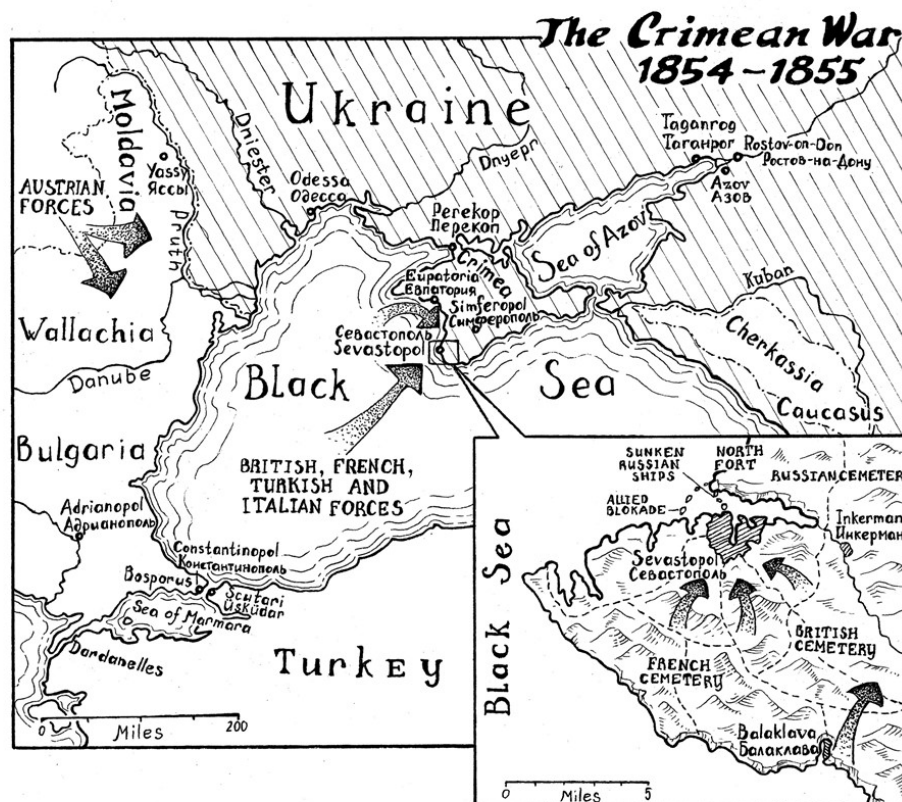 The Crimean War
1854–1855
Ukraine
Moldavia
Dniester
Dnyepr
Taganrog
Таганрог
Rostov-on-Don
Ростов-на-Дону
Azov
Азов
Yassy
Яссы
AUSTRIAN
FORCES
Pruth
Odessa
Одесса
Perekop
Перекоп
Sea of Azov
Crimea
Eupatoria
Евпатория
Simferopol
Симферополь
Kuban
Wallachia
Севастополь
Sevastopol
Cherkassia
Danube
Black Sea
Caucasus
Bulgaria
BRITISH, FRENCH,
TURKISH AND
ITALIAN FORCES
Adrianopol
Адрианополь
Constantinopol
Константинополь
Bosporus
Scutari
Üsküdar
Sea of Marmara
Dardanelles
Turkey
0 200
Miles
SUNKEN
RUSSIAN
SHIPS
NORTH
FORT
RUSSIAN CEMETERY
ALLIED
BLOKADE
Inkerman
Инкерман
Sevastopol
Севастополь
Black Sea
BRITISH
CEMETERY
FRENCH
CEMETERY
Balaklava
Балаклава
0 5
Miles